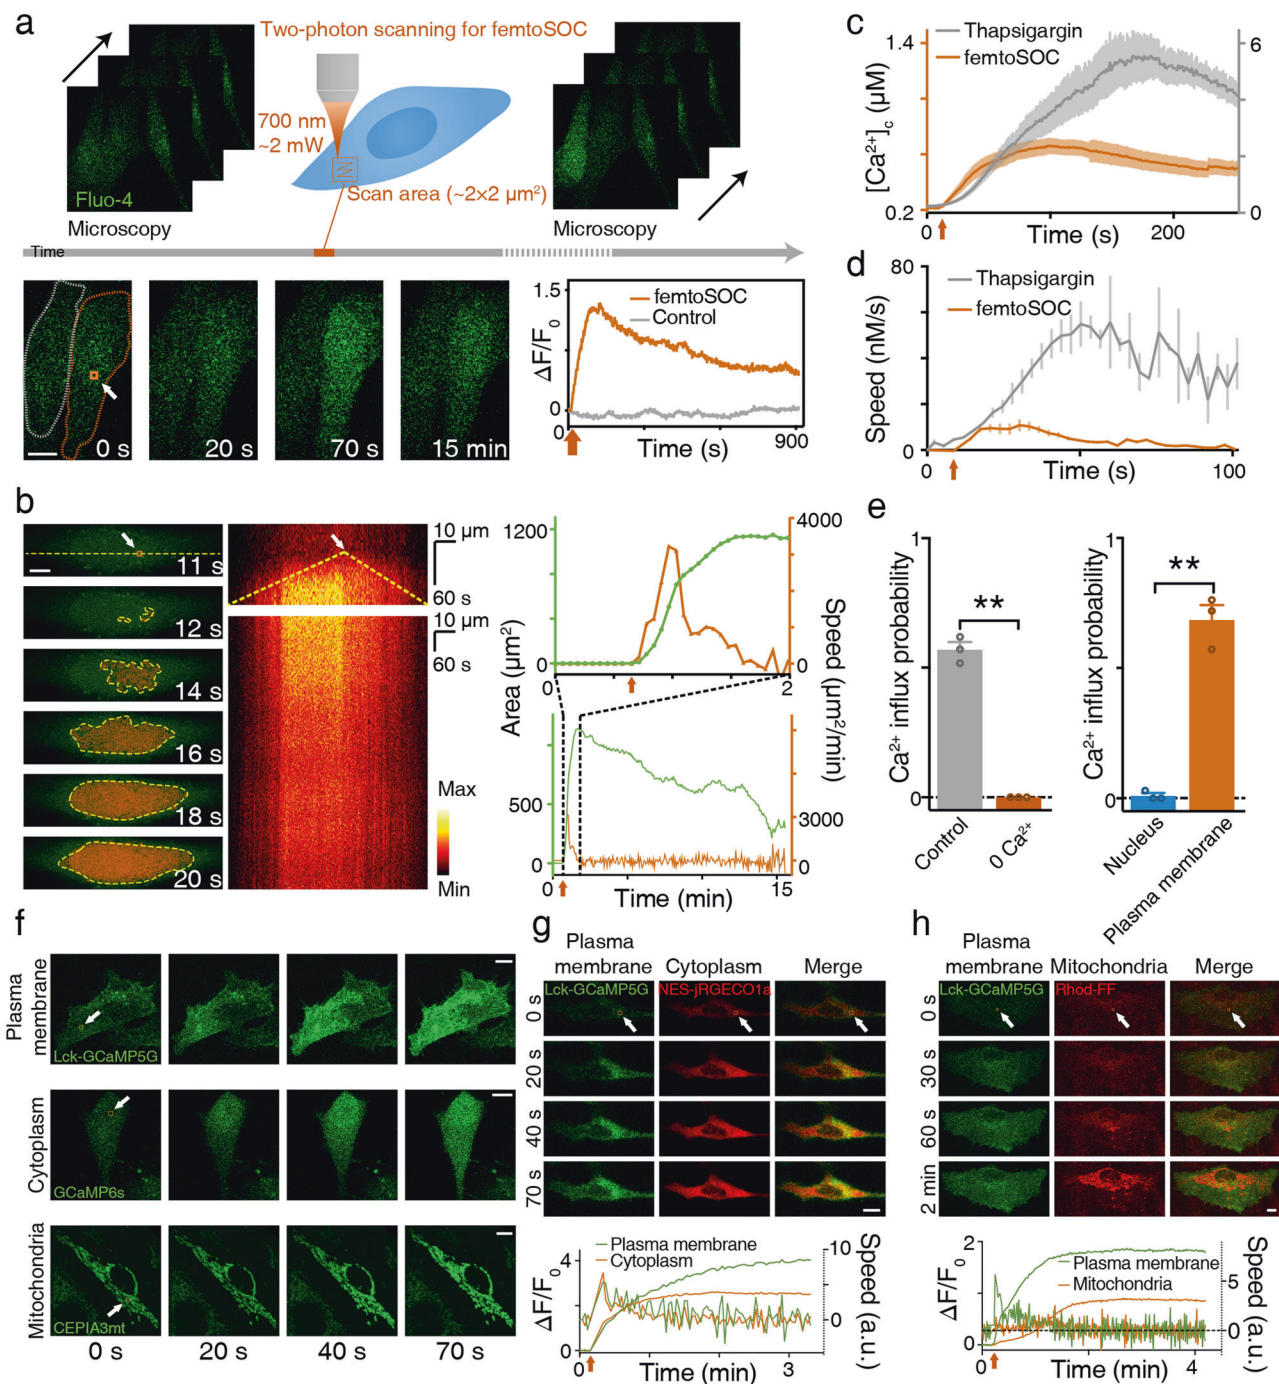 a
Two-photon scanning for femtoSOC
700 nm
~2 mW
Fluo-4
Scan area (~2×2 μm²)
Microscopy
Microscopy
Time
0 s
20 s
70 s
15 min
1.5
0
ΔF/F₀
femtoSOC
Control
0
Time (s)
900
b
11 s
12 s
14 s
16 s
18 s
20 s
10 μm
60 s
10 μm
60 s
Max
Min
1200
0
4000
0
0
2
Area (μm²)
Speed (μm²/min)
500
0
3000
0
0
Time (min)
15
c
Thapsigargin
femtoSOC
1.4
0.2
[Ca²⁺]c (μM)
6
2
0
0
Time (s)
200
d
80
0
Speed (nM/s)
Thapsigargin
femtoSOC
0
Time (s)
100
e
Ca²⁺ influx probability
1
0
**
Control
0 Ca²⁺
Ca²⁺ influx probability
1
0
**
Nucleus
Plasma membrane
f
Plasma
membrane
Lck-GCaMP5G
Cytoplasm
GCaMP6s
Mitochondria
CEPIA3mt
0 s
20 s
40 s
70 s
g
Plasma
membrane
Cytoplasm
Merge
Lck-GCaMP5G
NES-jRGECO1a
0 s
20 s
40 s
70 s
4
0
ΔF/F₀
Plasma membrane
Cytoplasm
10
0
Speed (a.u.)
0
Time (min)
3
h
Plasma
membrane
Mitochondria
Merge
Lck-GCaMP5G
Rhod-FF
0 s
30 s
60 s
2 min
2
0
ΔF/F₀
Plasma membrane
Mitochondria
5
0
Speed (a.u.)
0
Time (min)
4